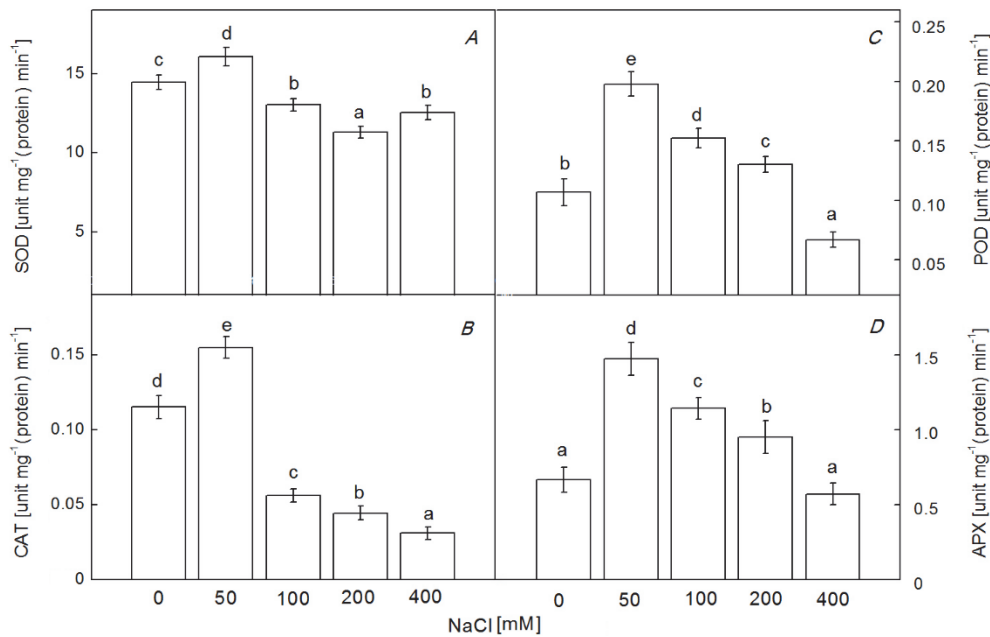 A
SOD [unit mg⁻¹ (protein) min⁻¹]
15
10
5
c
d
b
a
b
C
POD [unit mg⁻¹ (protein) min⁻¹]
0.25
0.20
0.15
0.10
0.05
b
e
d
c
a
B
CAT [unit mg⁻¹ (protein) min⁻¹]
0.15
0.10
0.05
0
d
e
c
b
a
0 50 100 200 400
D
APX [unit mg⁻¹ (protein) min⁻¹]
1.5
1.0
0.5
0
a
d
c
b
a
0 50 100 200 400
NaCl [mM]